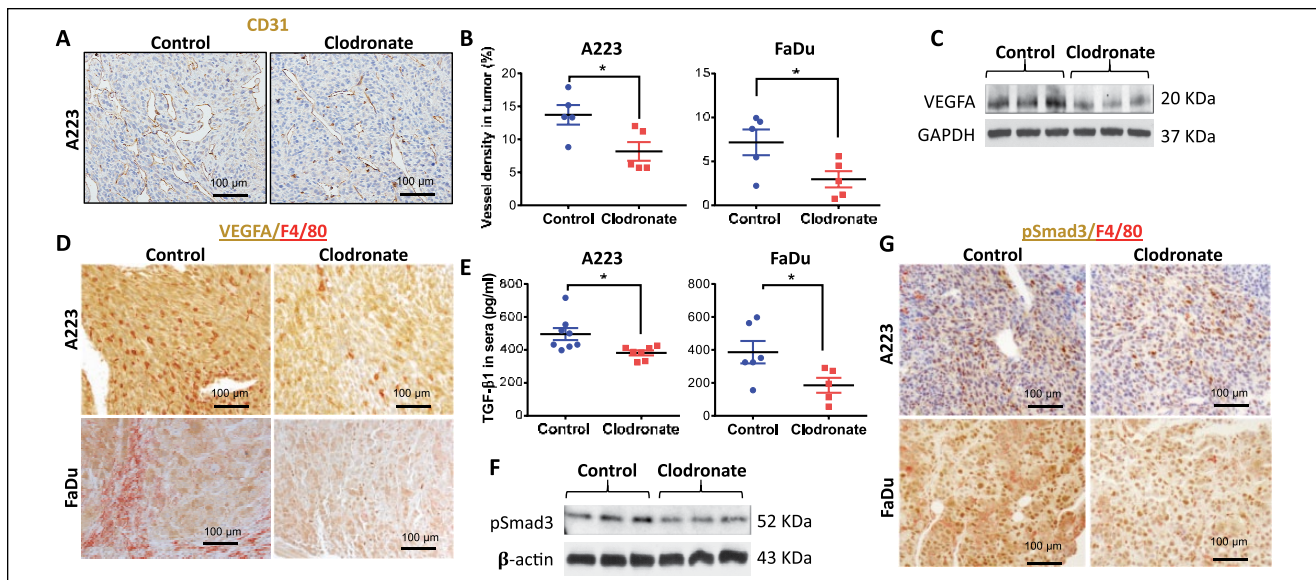 CD31
A
Control
Clodronate
A223
100 µm
100 µm
B
A223
FaDu
Vessel density in tumor (%)
20
15
10
5
0
*
Control Clodronate
15
10
5
0
*
Control Clodronate
C
Control Clodronate
VEGFA
20 KDa
GAPDH
37 KDa
D
VEGFA/F4/80
Control
Clodronate
A223
100 µm
100 µm
FaDu
100 µm
100 µm
E
A223
FaDu
TGF-β1 in sera (pg/ml)
800
600
400
200
0
*
Control Clodronate
800
600
400
200
0
*
Control Clodronate
F
Control Clodronate
pSmad3
52 KDa
β-actin
43 KDa
G
pSmad3/F4/80
Control
Clodronate
A223
100 µm
100 µm
FaDu
100 µm
100 µm